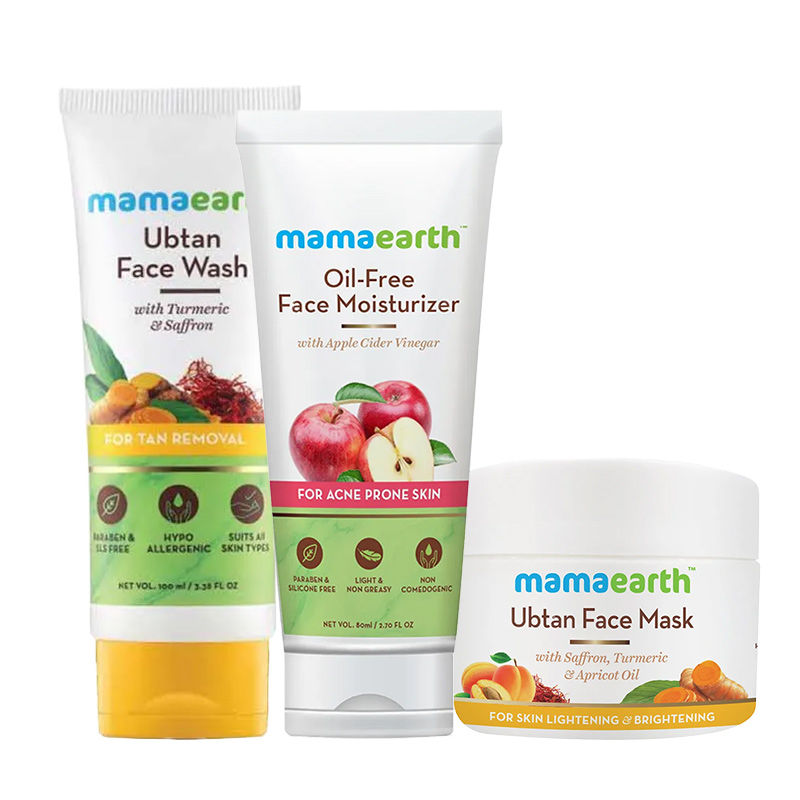 mamaear
Ubtan
Face Wash
with Turmeric
& Saffron
FOR TAN REMOVAL
PARABEN &
SLS FREE
HYPO
ALLERGENIC
SUITS All
SKIN TYPES
NET VOL. 100 ml / 3.38 FL OZ
mamaearth™
Oil-Free
Face Moisturizer
with Apple Cider Vinegar
FOR ACNE PRONE SKIN
PARABEN &
SILICONE FREE
LIGHT &
NON GREASY
NON
COMEDOGENIC
NET VOL. 80ml / 2.70 FL OZ
mamaearth™
Ubtan Face Mask
with Saffron, Turmeric
& Apricot Oil
FOR SKIN LIGHTENING & BRIGHTENING